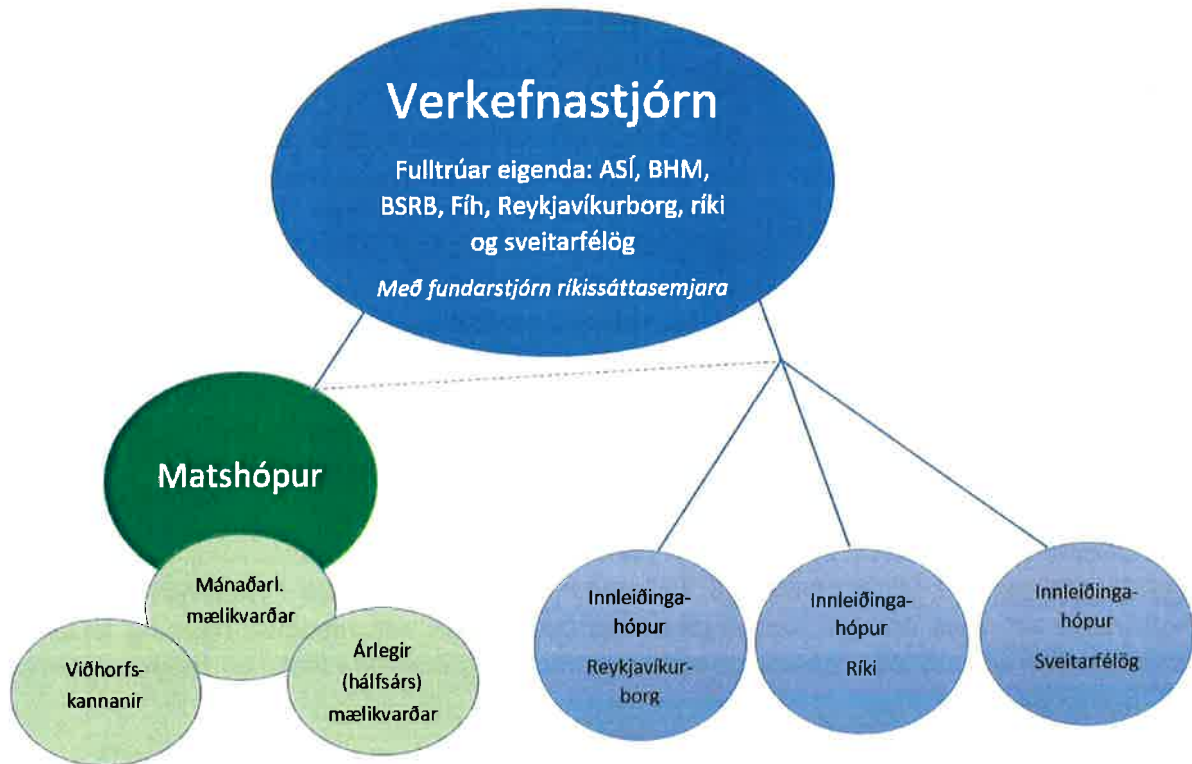 Verkefnastjórn
Fulltrúar eigenda: ASÍ, BHM,
BSRB, Fíh, Reykjavíkurborg, ríki
og sveitarfélög
Með fundarstjórn ríkissáttasemjara
Matshópur
Mánaðarl.
mælikvarðar
Viðhorfs-
kannanir
Árlegir
(hálfsárs)
mælikvarðar
Innleiðinga-
hópur
Reykjavíkur-
borg
Innleiðinga-
hópur
Ríki
Innleiðinga-
hópur
Sveitarfélög